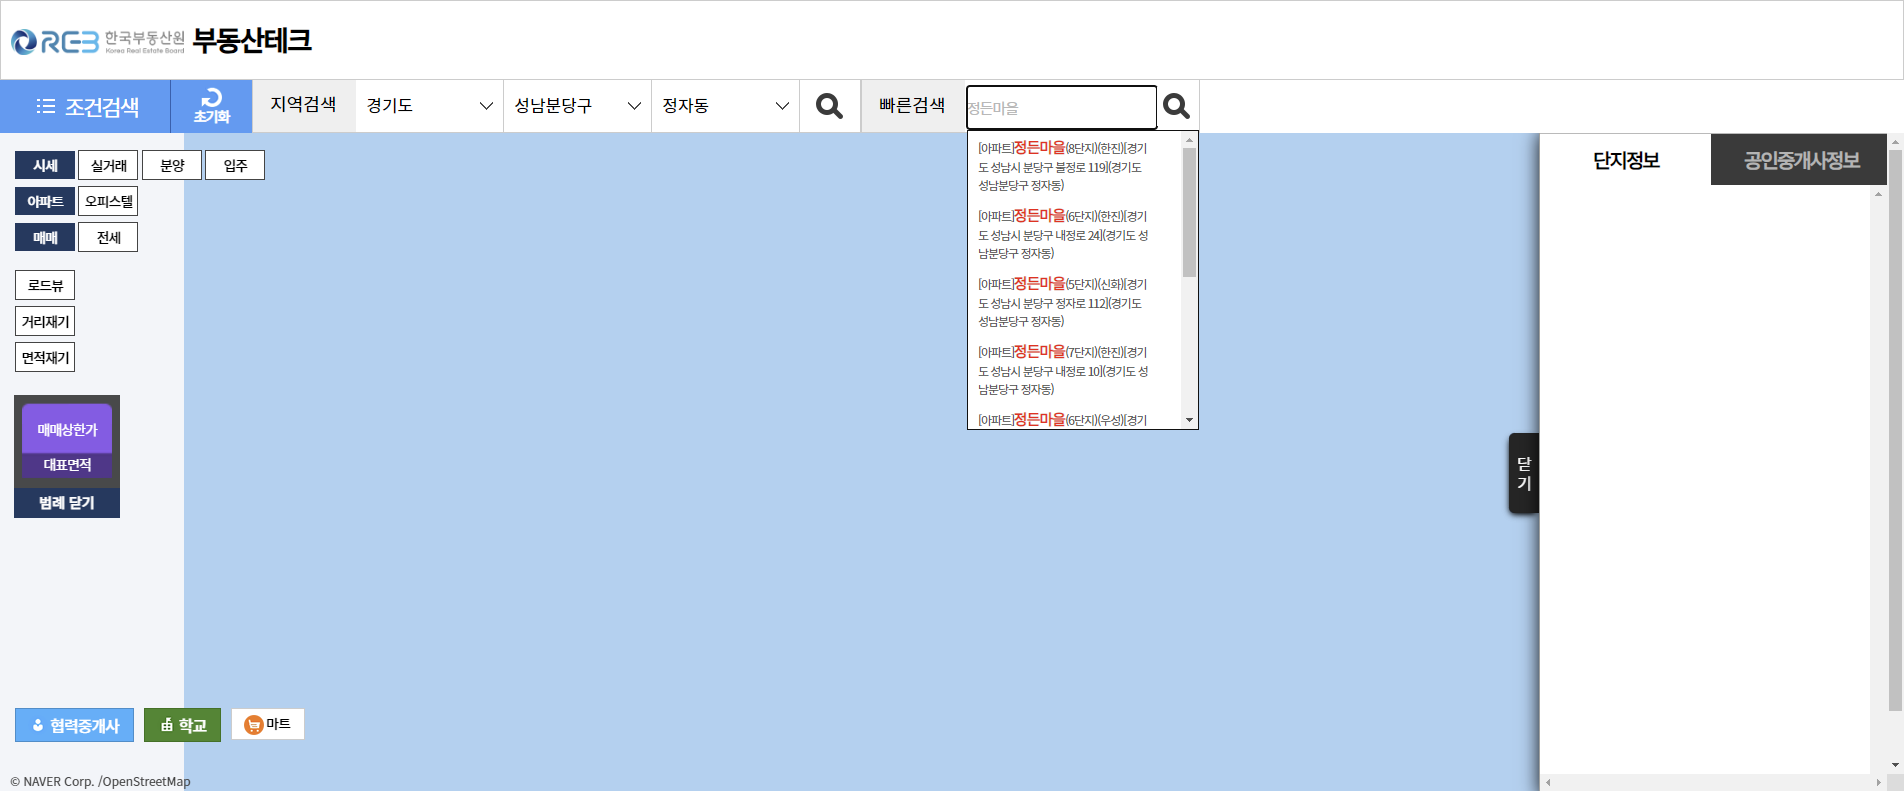 REB 한국부동산원 부동산테크
Korea Real Estate Board
조건검색 초기화 지역검색 경기도 성남분당구 정자동 빠른검색 정든마을
시세 실거래 분양 입주
아파트 오피스텔
매매 전세
로드뷰
거리재기
면적재기
매매상한가
대표면적
범례 닫기
[아파트]정든마을(8단지)(한진)[경기
도 성남시 분당구 불정로 119](경기도
성남분당구 정자동)
[아파트]정든마을(6단지)(한진)[경기
도 성남시 분당구 내정로 24](경기도 성
남분당구 정자동)
[아파트]정든마을(5단지)(신화)[경기
도 성남시 분당구 정자로 112](경기도
성남분당구 정자동)
[아파트]정든마을(7단지)(한진)[경기
도 성남시 분당구 내정로 10](경기도 성
남분당구 정자동)
[아파트]정든마을(6단지)(우성)[경기
단지정보 공인중개사정보
닫
기
협력중개사 학교 마트
© NAVER Corp. /OpenStreetMap